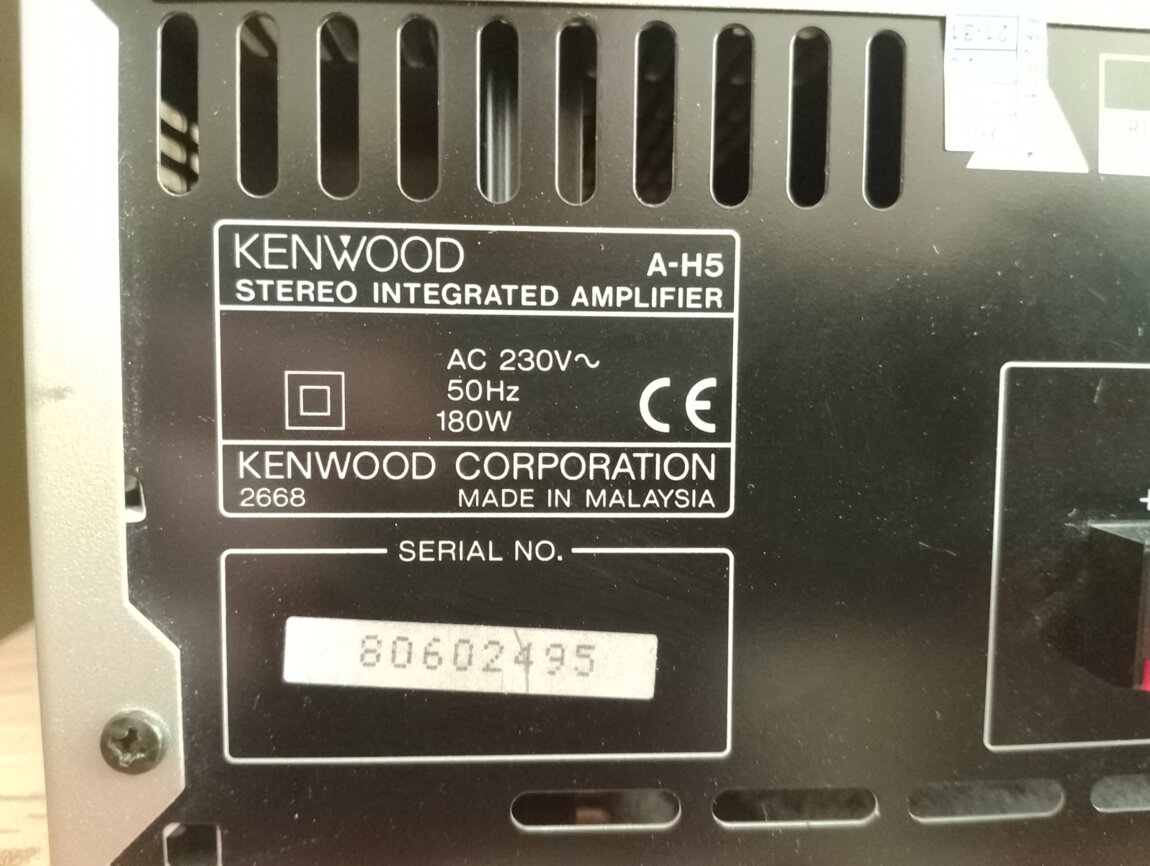 KENWOOD
A-H5
STEREO INTEGRATED AMPLIFIER
AC 230V~
50Hz
180W
CE
KENWOOD CORPORATION
2668 MADE IN MALAYSIA
SERIAL NO.
80602495
+